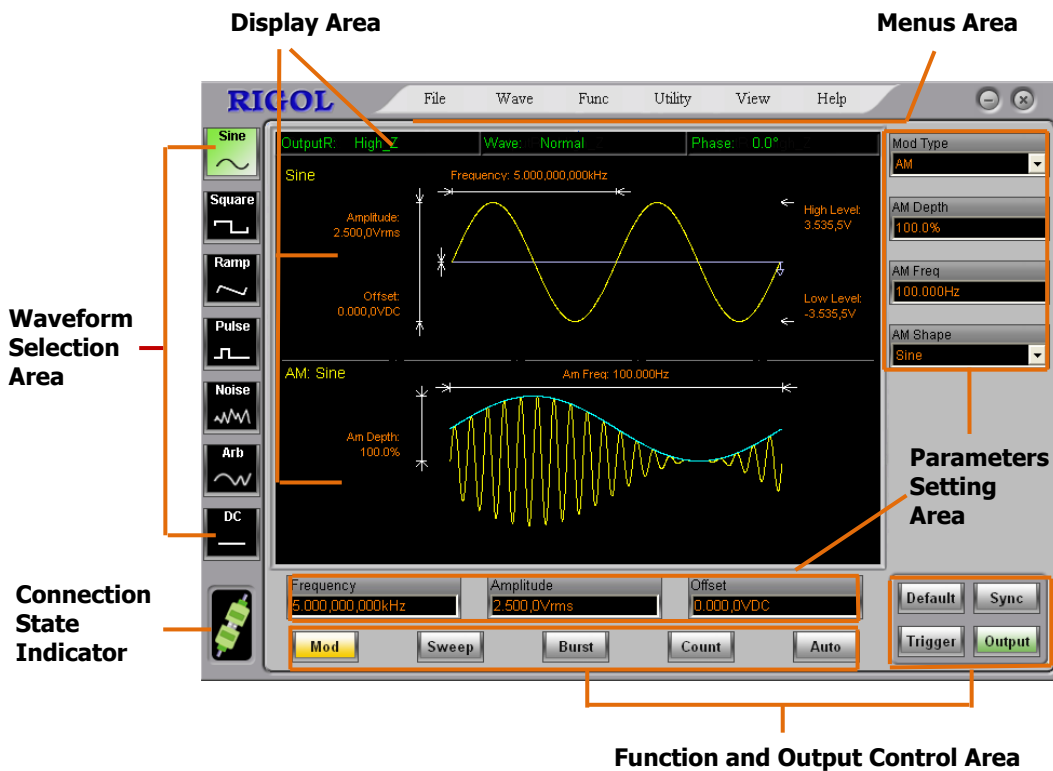 Display Area
Menus Area
RIGOL
File Wave Func Utility View Help
Sine
Square
Ramp
Pulse
Noise
Arb
DC
Waveform
Selection
Area
Connection
State
Indicator
OutputR: High_Z
Wave: Normal
Phase: 0.0°
Sine
Frequency: 5.000,000,000kHz
Amplitude:
2.500,0Vrms
Offset:
0.000,0VDC
High Level:
3.535,5V
Low Level:
-3.535,5V
AM: Sine
Am Freq: 100.000Hz
Am Depth:
100.0%
Mod Type
AM
AM Depth
100.0%
AM Freq
100.000Hz
AM Shape
Sine
Parameters
Setting
Area
Frequency
5.000,000,000kHz
Amplitude
2.500,0Vrms
Offset
0.000,0VDC
Mod Sweep Burst Count Auto
Default Sync
Trigger Output
Function and Output Control Area